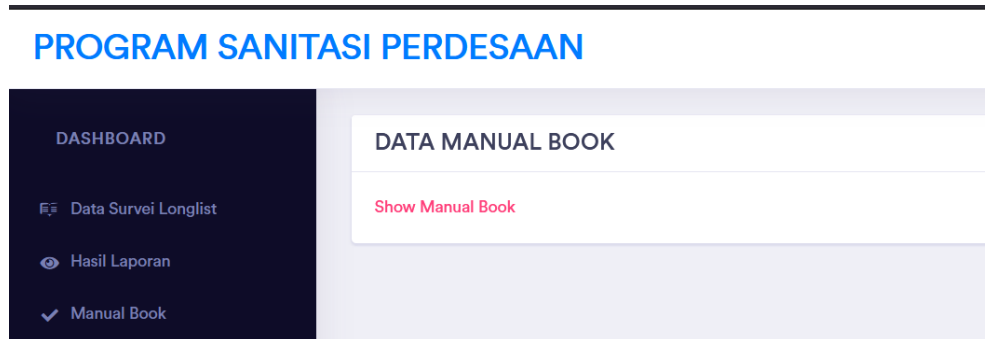 PROGRAM SANITASI PERDESAAN
DASHBOARD
Data Survei Longlist
Hasil Laporan
Manual Book
DATA MANUAL BOOK
Show Manual Book